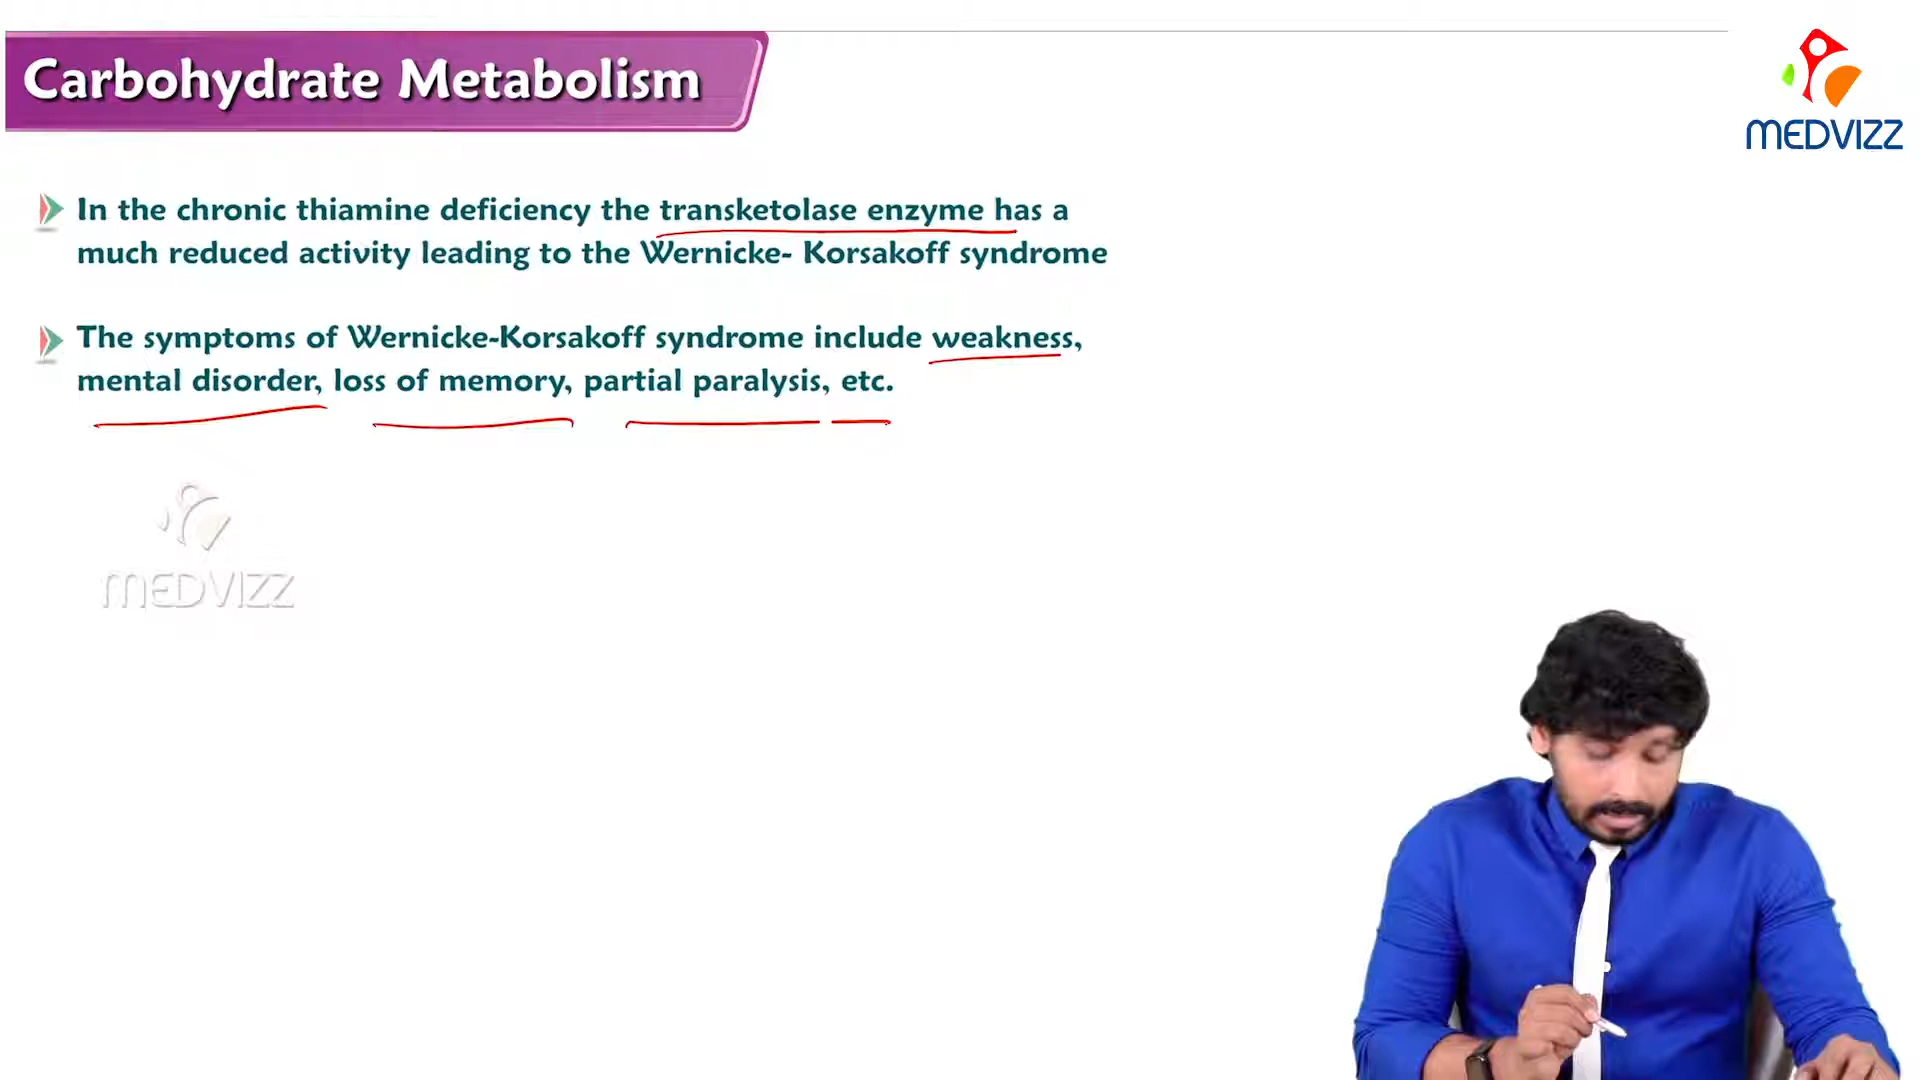 Carbohydrate Metabolism
MEDVIZZ
In the chronic thiamine deficiency the transketolase enzyme has a
much reduced activity leading to the Wernicke- Korsakoff syndrome
The symptoms of Wernicke-Korsakoff syndrome include weakness,
mental disorder, loss of memory, partial paralysis, etc.
MEDVIZZ